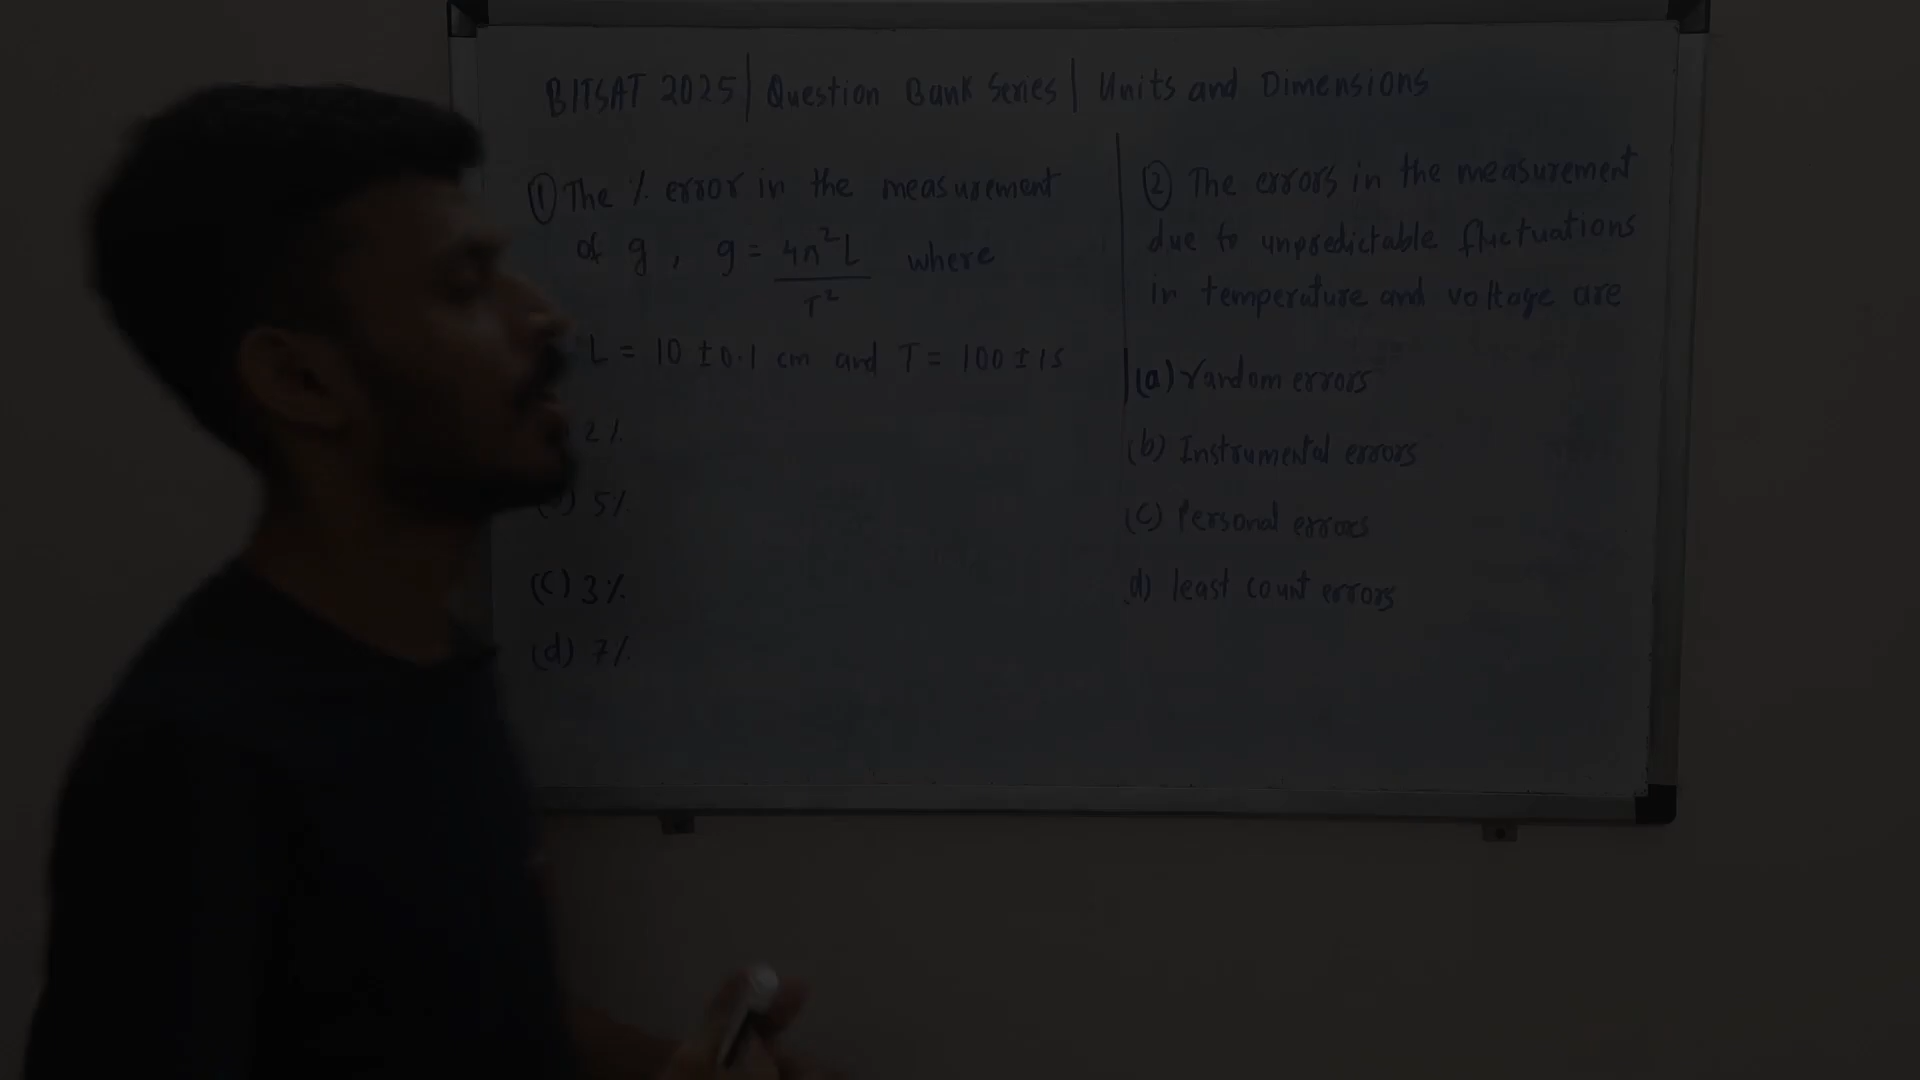 BITSAT 2025 | Question Bank Series | Units and Dimensions
① The % error in the measurement
of g, g = 4π²L / T² where
L = 10 ± 0.1 cm and T = 100 ± 1s
2%
5%
(C) 3%
(d) 7%
② The errors in the measurement
due to unpredictable fluctuations
in temperature and voltage are
(a) random errors
(b) Instrumental errors
(C) Personal errors
d) least count errors